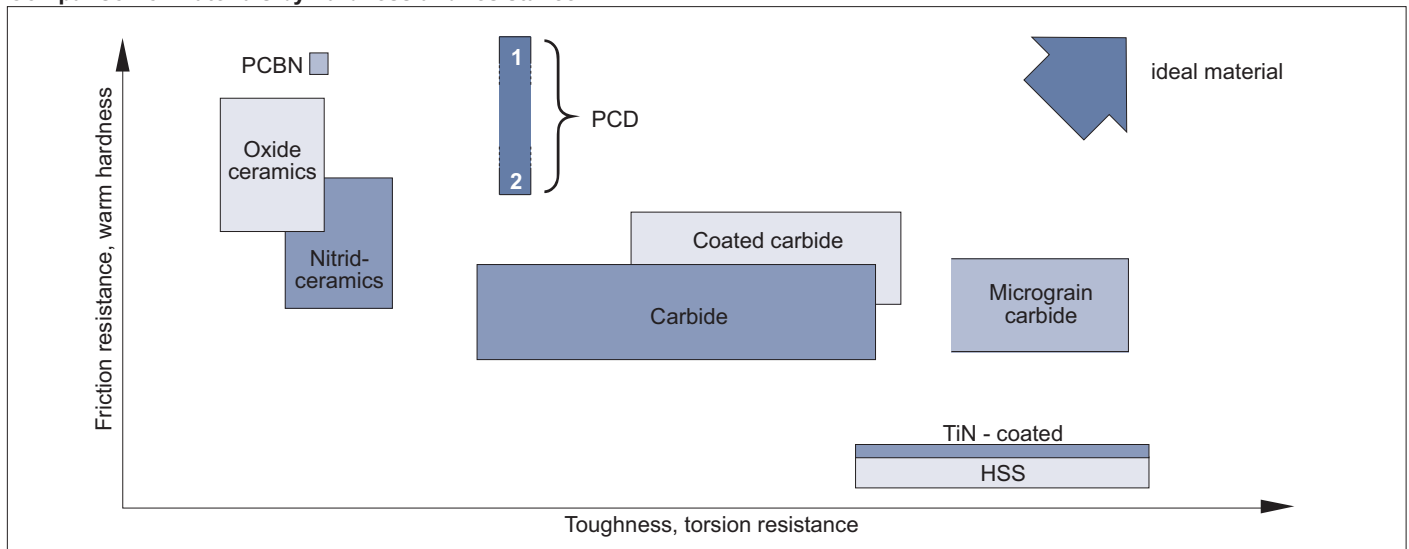 PCBN
1
PCD
2
ideal material
Oxide
ceramics
Nitrid-
ceramics
Coated carbide
Carbide
Micrograin
carbide
TiN - coated
HSS
Friction resistance, warm hardness
Toughness, torsion resistance